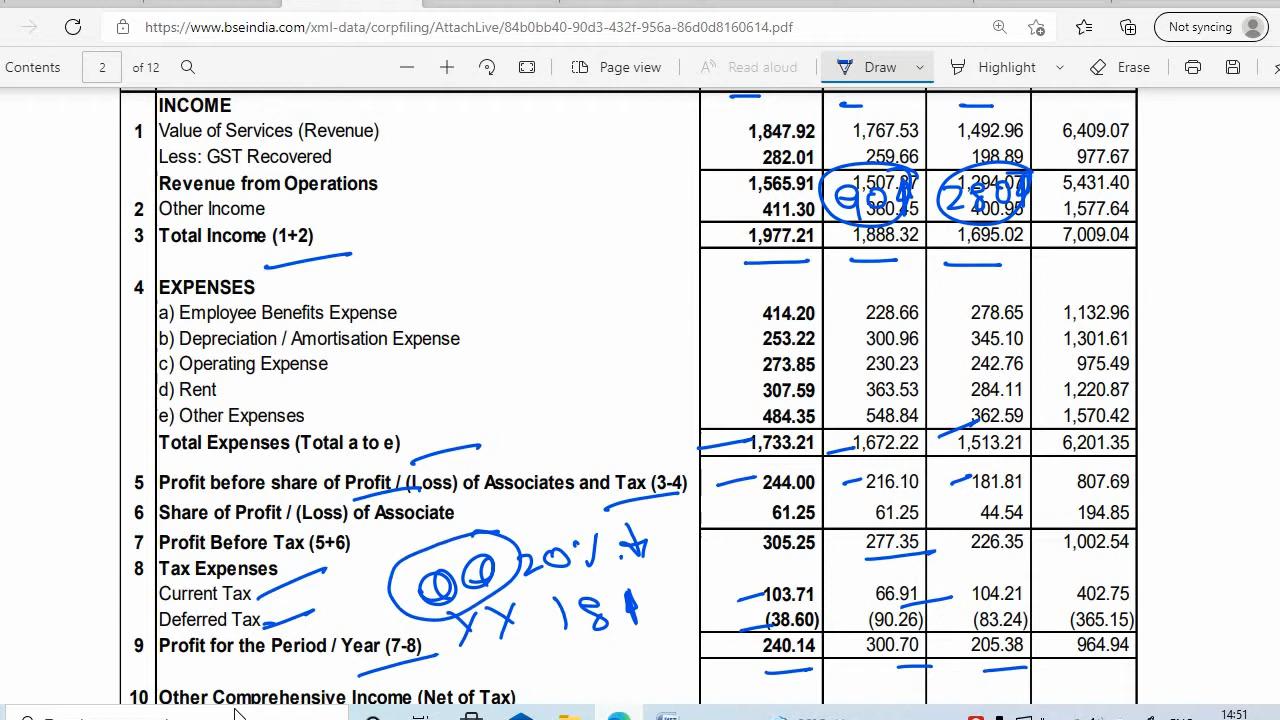 https://www.bseindia.com/xml-data/corpfiling/AttachLive/84b0bb40-90d3-432f-956a-86d0d8160614.pdf Not syncing
Contents 2 of 12 Page view Read aloud Draw Highlight Erase
INCOME
1 Value of Services (Revenue) 1,847.92 1,767.53 1,492.96 6,409.07
Less: GST Recovered 282.01 259.66 198.89 977.67
Revenue from Operations 1,565.91 1,507.87 1,294.07 5,431.40
90 280
2 Other Income 411.30 380.45 400.95 1,577.64
3 Total Income (1+2) 1,977.21 1,888.32 1,695.02 7,009.04
4 EXPENSES
a) Employee Benefits Expense 414.20 228.66 278.65 1,132.96
b) Depreciation / Amortisation Expense 253.22 300.96 345.10 1,301.61
c) Operating Expense 273.85 230.23 242.76 975.49
d) Rent 307.59 363.53 284.11 1,220.87
e) Other Expenses 484.35 548.84 362.59 1,570.42
Total Expenses (Total a to e) 1,733.21 1,672.22 1,513.21 6,201.35
5 Profit before share of Profit / (Loss) of Associates and Tax (3-4) 244.00 216.10 181.81 807.69
6 Share of Profit / (Loss) of Associate 61.25 61.25 44.54 194.85
7 Profit Before Tax (5+6) 305.25 277.35 226.35 1,002.54
8 Tax Expenses
QQ 20%
Current Tax 103.71 66.91 104.21 402.75
YY 18
Deferred Tax (38.60) (90.26) (83.24) (365.15)
9 Profit for the Period / Year (7-8) 240.14 300.70 205.38 964.94
10 Other Comprehensive Income (Net of Tax)
14:51